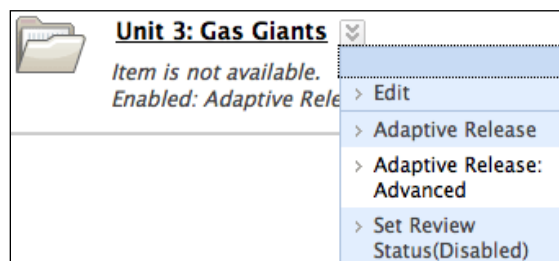 Unit 3: Gas Giants
Item is not available.
Enabled: Adaptive
Edit
Adaptive Release
Adaptive Release:
Advanced
Set Review
Status(Disabled)